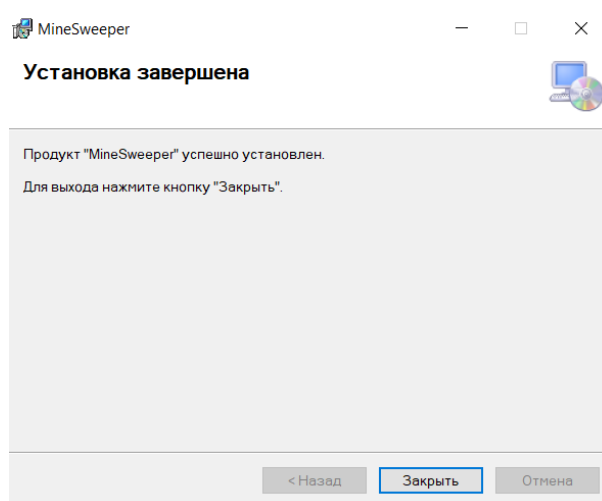 MineSweeper
Установка завершена
Продукт "MineSweeper" успешно установлен.
Для выхода нажмите кнопку "Закрыть".
< Назад
Закрыть
Отмена